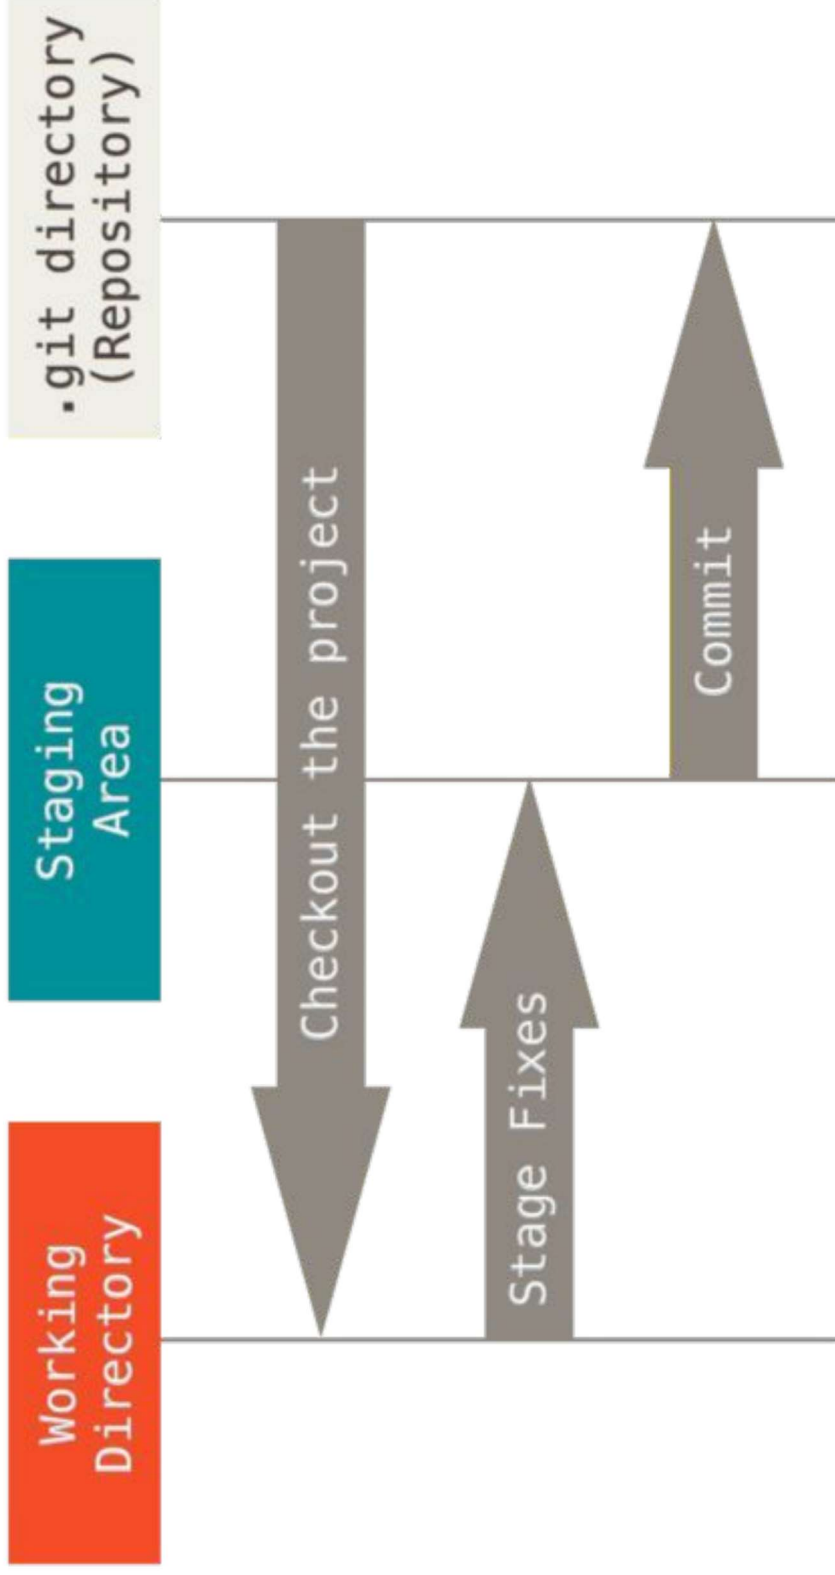 Working
Directory
Staging
Area
.git directory
(Repository)
Checkout the project
Stage Fixes
Commit